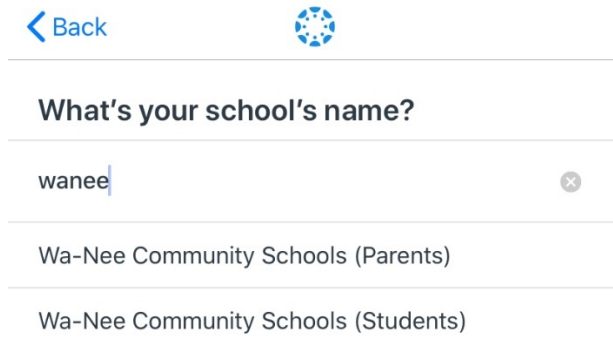 Back
What's your school's name?
wanee
Wa-Nee Community Schools (Parents)
Wa-Nee Community Schools (Students)